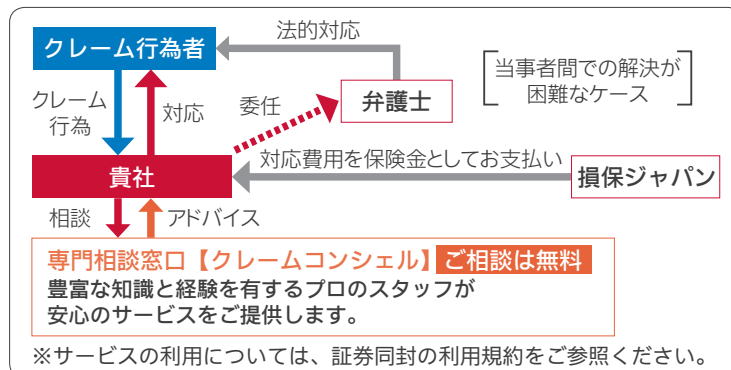 法的対応
クレーム行為者
当事者間での解決が
困難なケース
クレーム
行為
対応
委任
弁護士
対応費用を保険金としてお支払い
貴社
損保ジャパン
相談
アドバイス
専門相談窓口【クレームコンシェル】 ご相談は無料
豊富な知識と経験を有するプロのスタッフが
安心のサービスをご提供します。
※サービスの利用については、証券同封の利用規約をご参照ください。